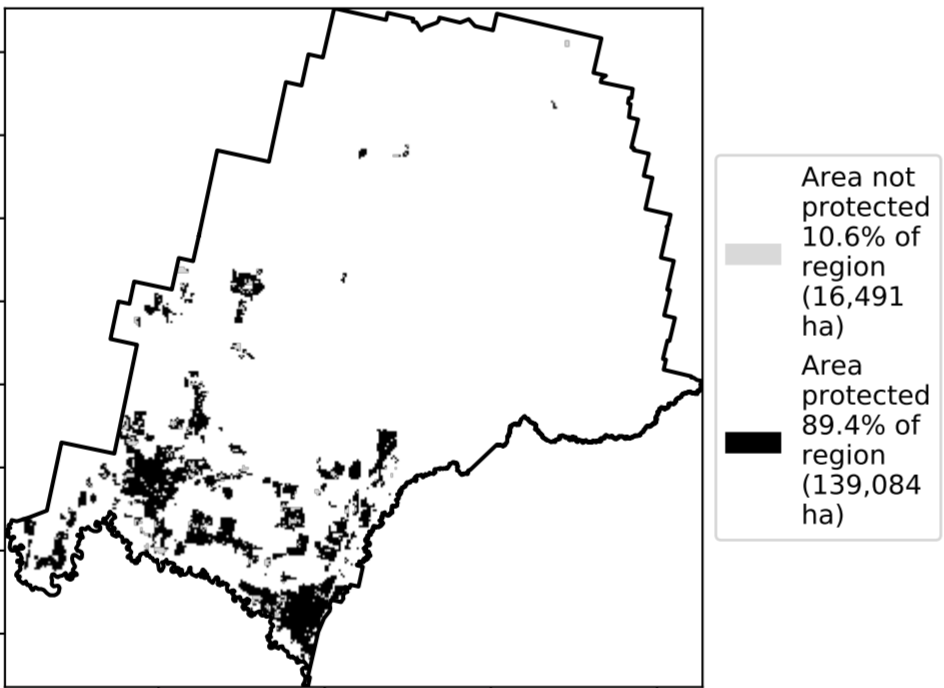 Area not
protected
10.6% of
region
(16,491
ha)
Area
protected
89.4% of
region
(139,084
ha)